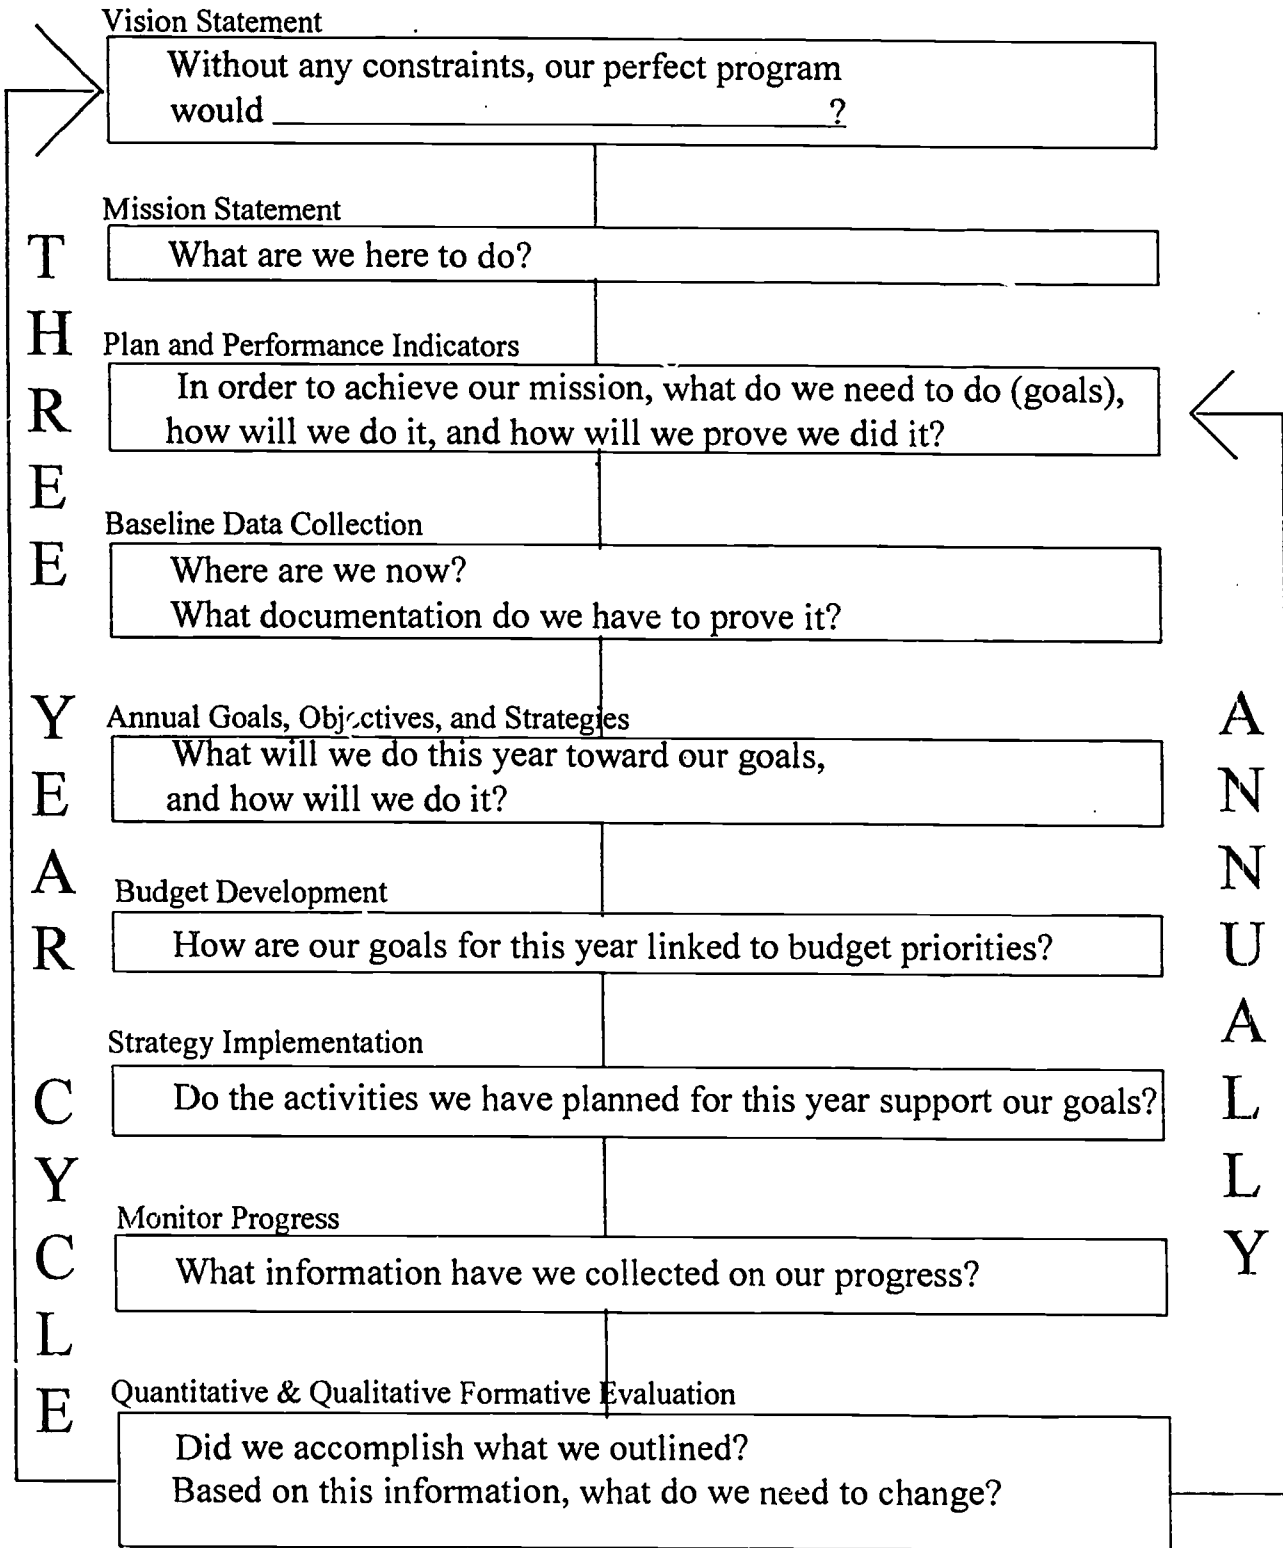 Vision Statement
Without any constraints, our perfect program
would ______________________________?
Mission Statement
What are we here to do?
Plan and Performance Indicators
In order to achieve our mission, what do we need to do (goals),
how will we do it, and how will we prove we did it?
Baseline Data Collection
Where are we now?
What documentation do we have to prove it?
Annual Goals, Objectives, and Strategies
What will we do this year toward our goals,
and how will we do it?
Budget Development
How are our goals for this year linked to budget priorities?
Strategy Implementation
Do the activities we have planned for this year support our goals?
Monitor Progress
What information have we collected on our progress?
Quantitative & Qualitative Formative Evaluation
Did we accomplish what we outlined?
Based on this information, what do we need to change?
THREE YEAR CYCLE
ANNUALLY